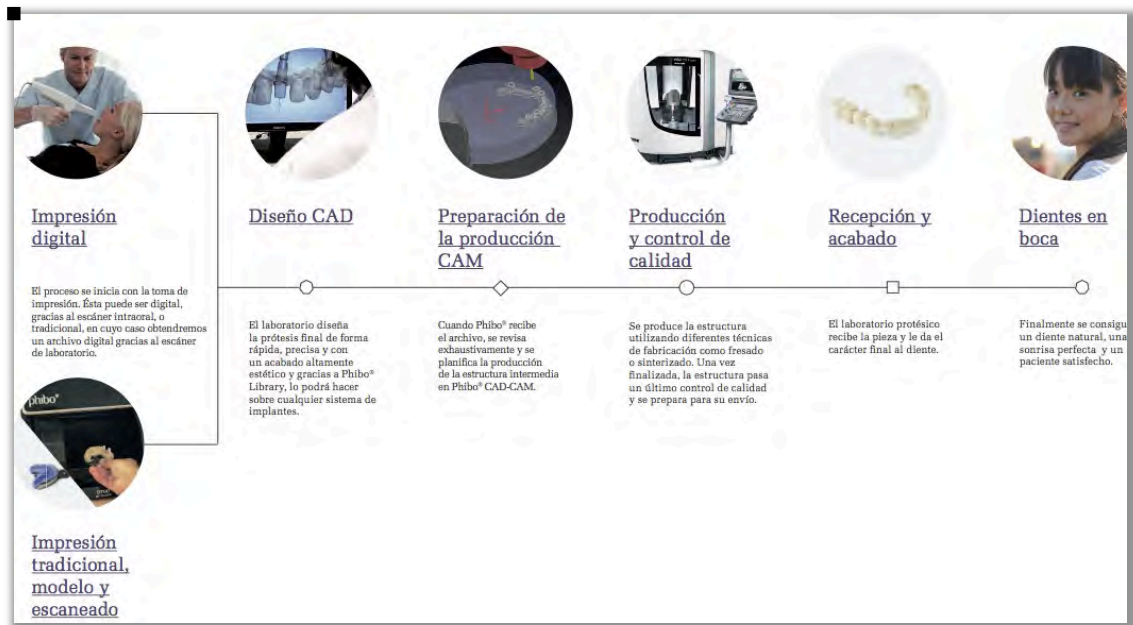 Impresión
digital
El proceso se inicia con la toma de
impresión. Ésta puede ser digital,
gracias al escáner intraoral, o
tradicional, en cuyo caso obtendremos
un archivo digital gracias al escáner
de laboratorio.
phibo®
Impresión
tradicional,
modelo y
escaneado
Diseño CAD
El laboratorio diseña
la prótesis final de forma
rápida, precisa y con
un acabado altamente
estético y gracias a Phibo®
Library, lo podrá hacer
sobre cualquier sistema de
implantes.
Preparación de
la producción
CAM
Cuando Phibo® recibe
el archivo, se revisa
exhaustivamente y se
planifica la producción
de la estructura intermedia
en Phibo® CAD-CAM.
Producción
y control de
calidad
Se produce la estructura
utilizando diferentes técnicas
de fabricación como fresado
o sinterizado. Una vez
finalizada, la estructura pasa
un último control de calidad
y se prepara para su envío.
Recepción y
acabado
El laboratorio protésico
recibe la pieza y le da el
carácter final al diente.
Dientes en
boca
Finalmente se consigu
un diente natural, una
sonrisa perfecta y un
paciente satisfecho.